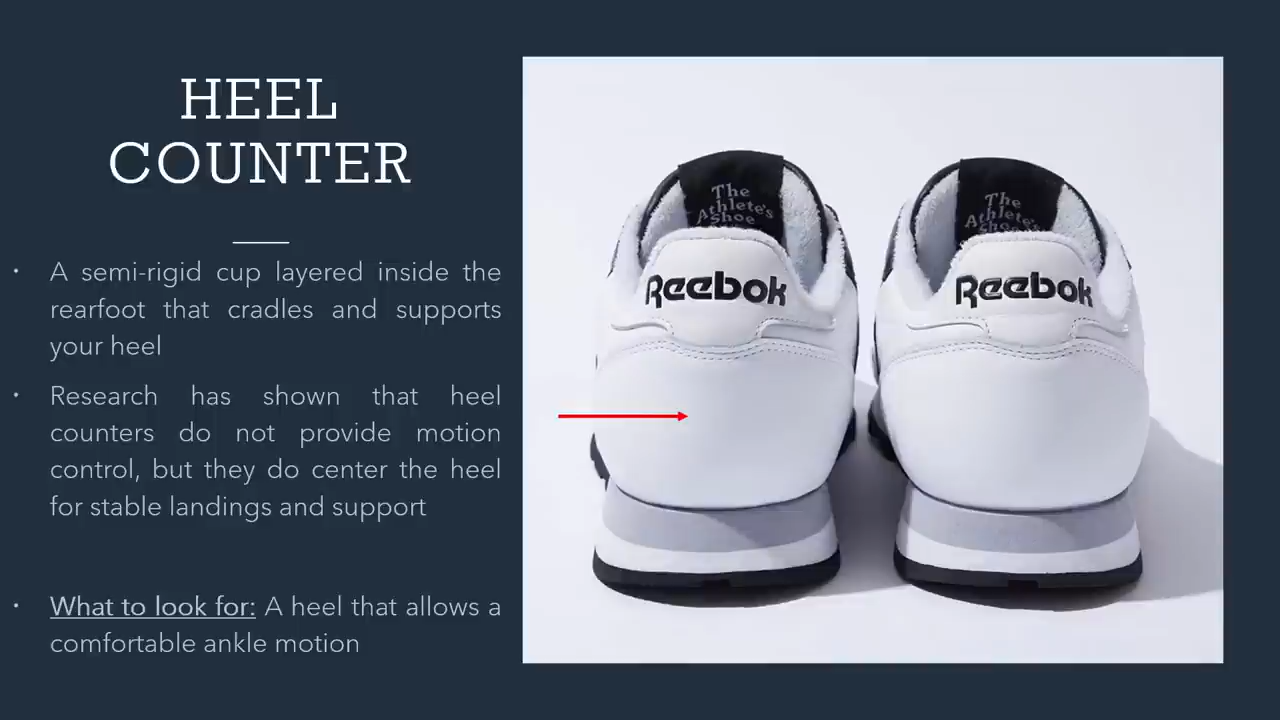 HEEL
COUNTER
• A semi-rigid cup layered inside the
rearfoot that cradles and supports
your heel
• Research has shown that heel
counters do not provide motion
control, but they do center the heel
for stable landings and support
• What to look for: A heel that allows a
comfortable ankle motion
The
Athlete's
Shoe
Reebok
The
Athlete's
Shoe
Reebok